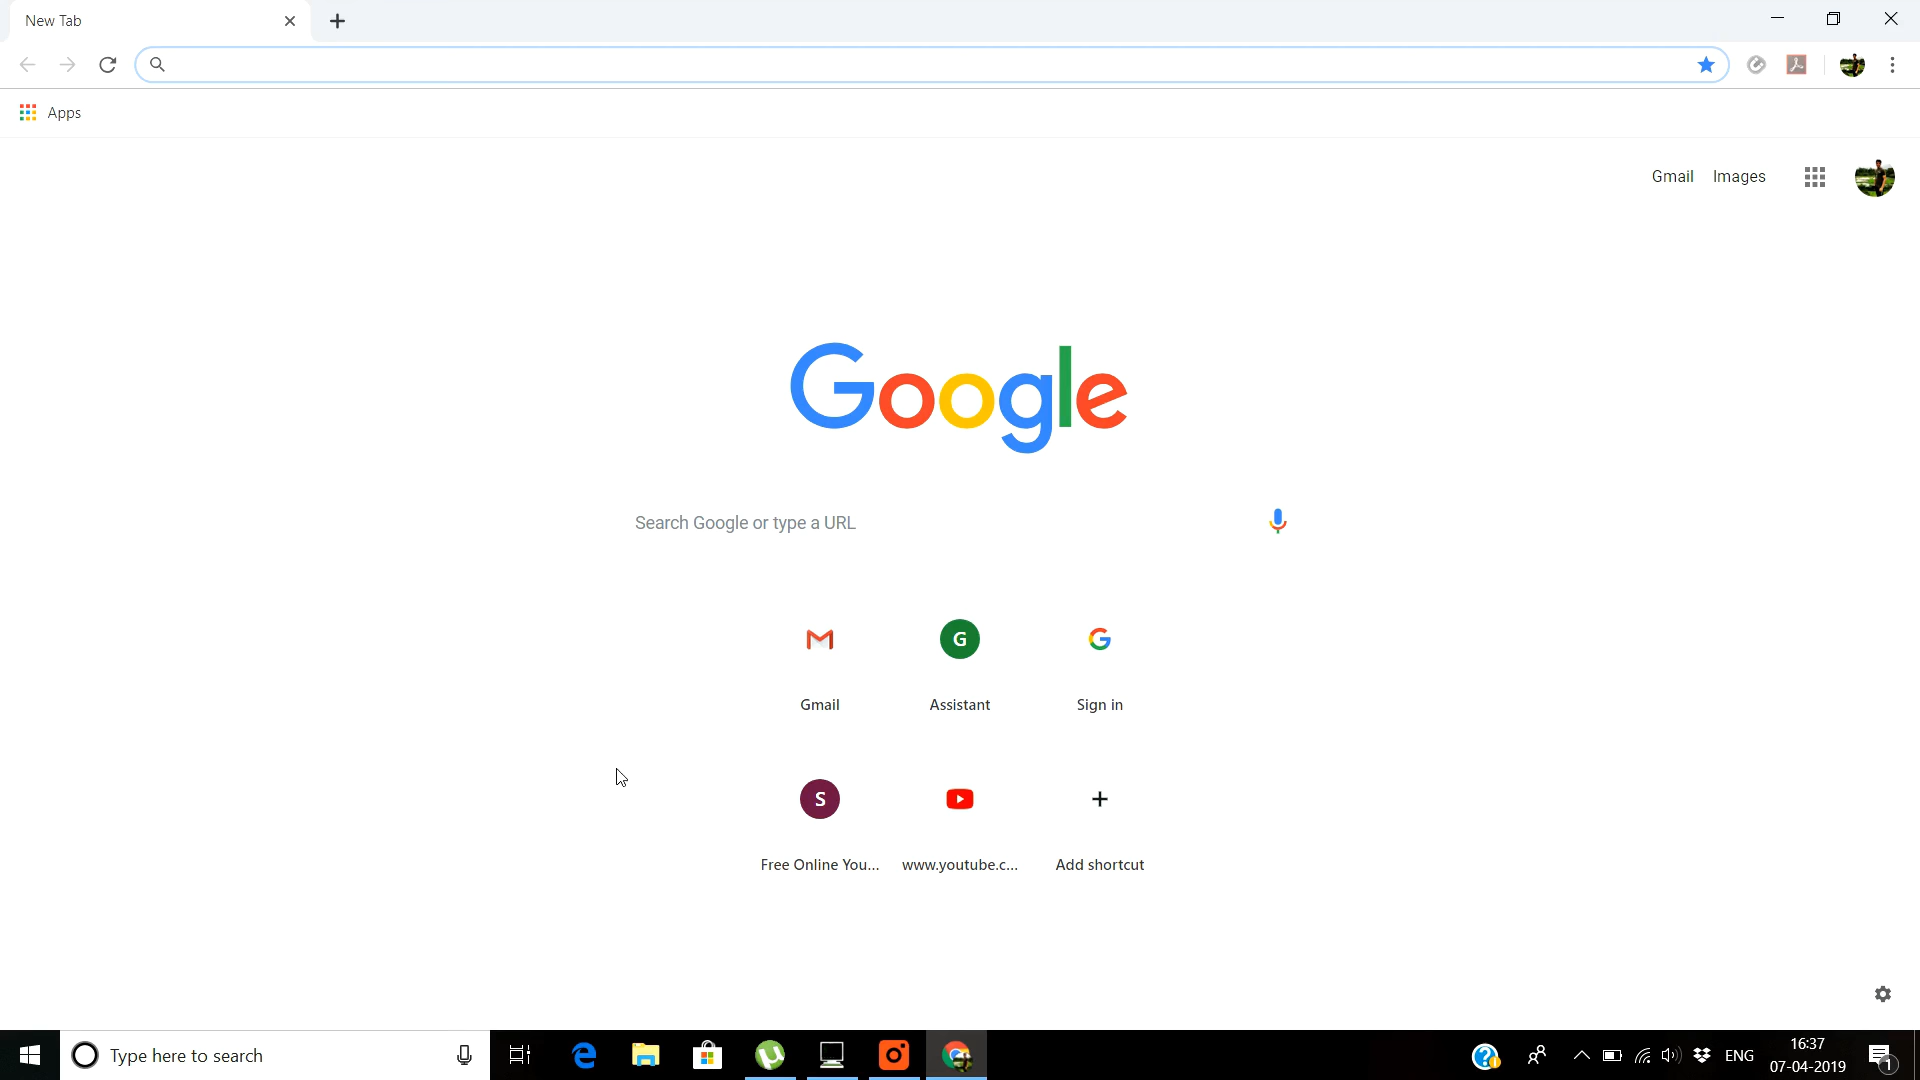 New Tab
Apps
Gmail Images
Google
Search Google or type a URL
G
Gmail Assistant Sign in
S
Free Online You... www.youtube.c... Add shortcut
Type here to search
ENG
16:37
07-04-2019
1